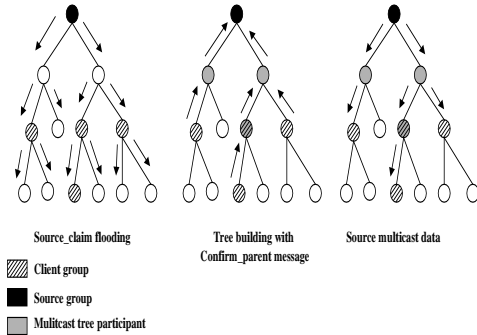 Source_claim flooding
Tree building with
Confirm_parent message
Source multicast data
Client group
Source group
Mulitcast tree participant